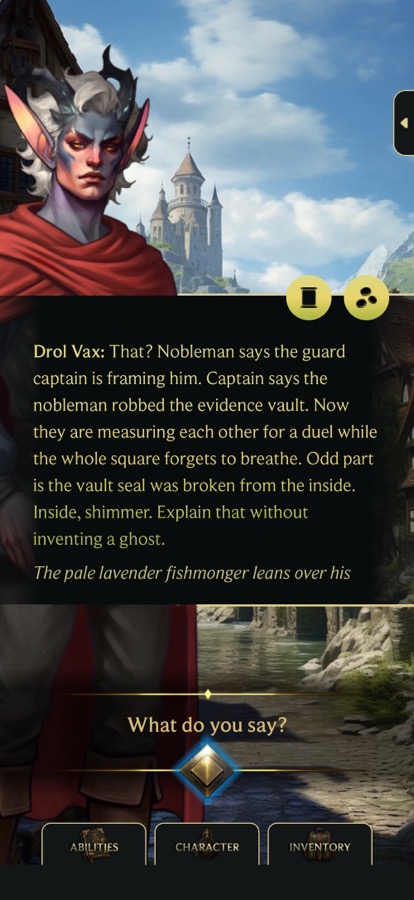 Drol Vax: That? Nobleman says the guard
captain is framing him. Captain says the
nobleman robbed the evidence vault. Now
they are measuring each other for a duel while
the whole square forgets to breathe. Odd part
is the vault seal was broken from the inside.
Inside, shimmer. Explain that without
inventing a ghost.
The pale lavender fishmonger leans over his
What do you say?
ABILITIES
CHARACTER
INVENTORY